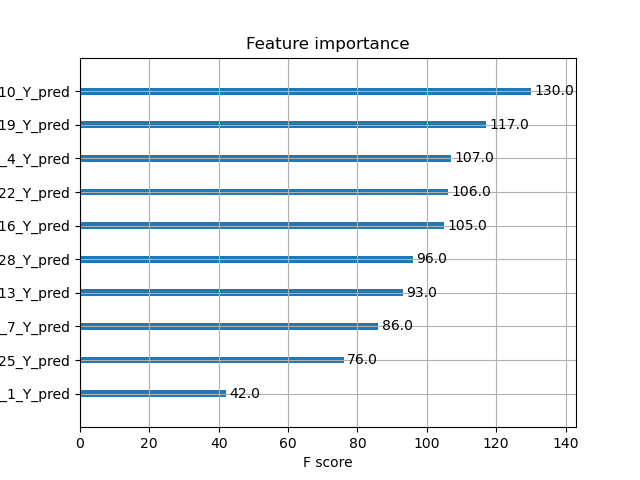 Feature importance
10_Y_pred 130.0
19_Y_pred 117.0
_4_Y_pred 107.0
22_Y_pred 106.0
16_Y_pred 105.0
28_Y_pred 96.0
13_Y_pred 93.0
_7_Y_pred 86.0
25_Y_pred 76.0
_1_Y_pred 42.0
0 20 40 60 80 100 120 140
F score